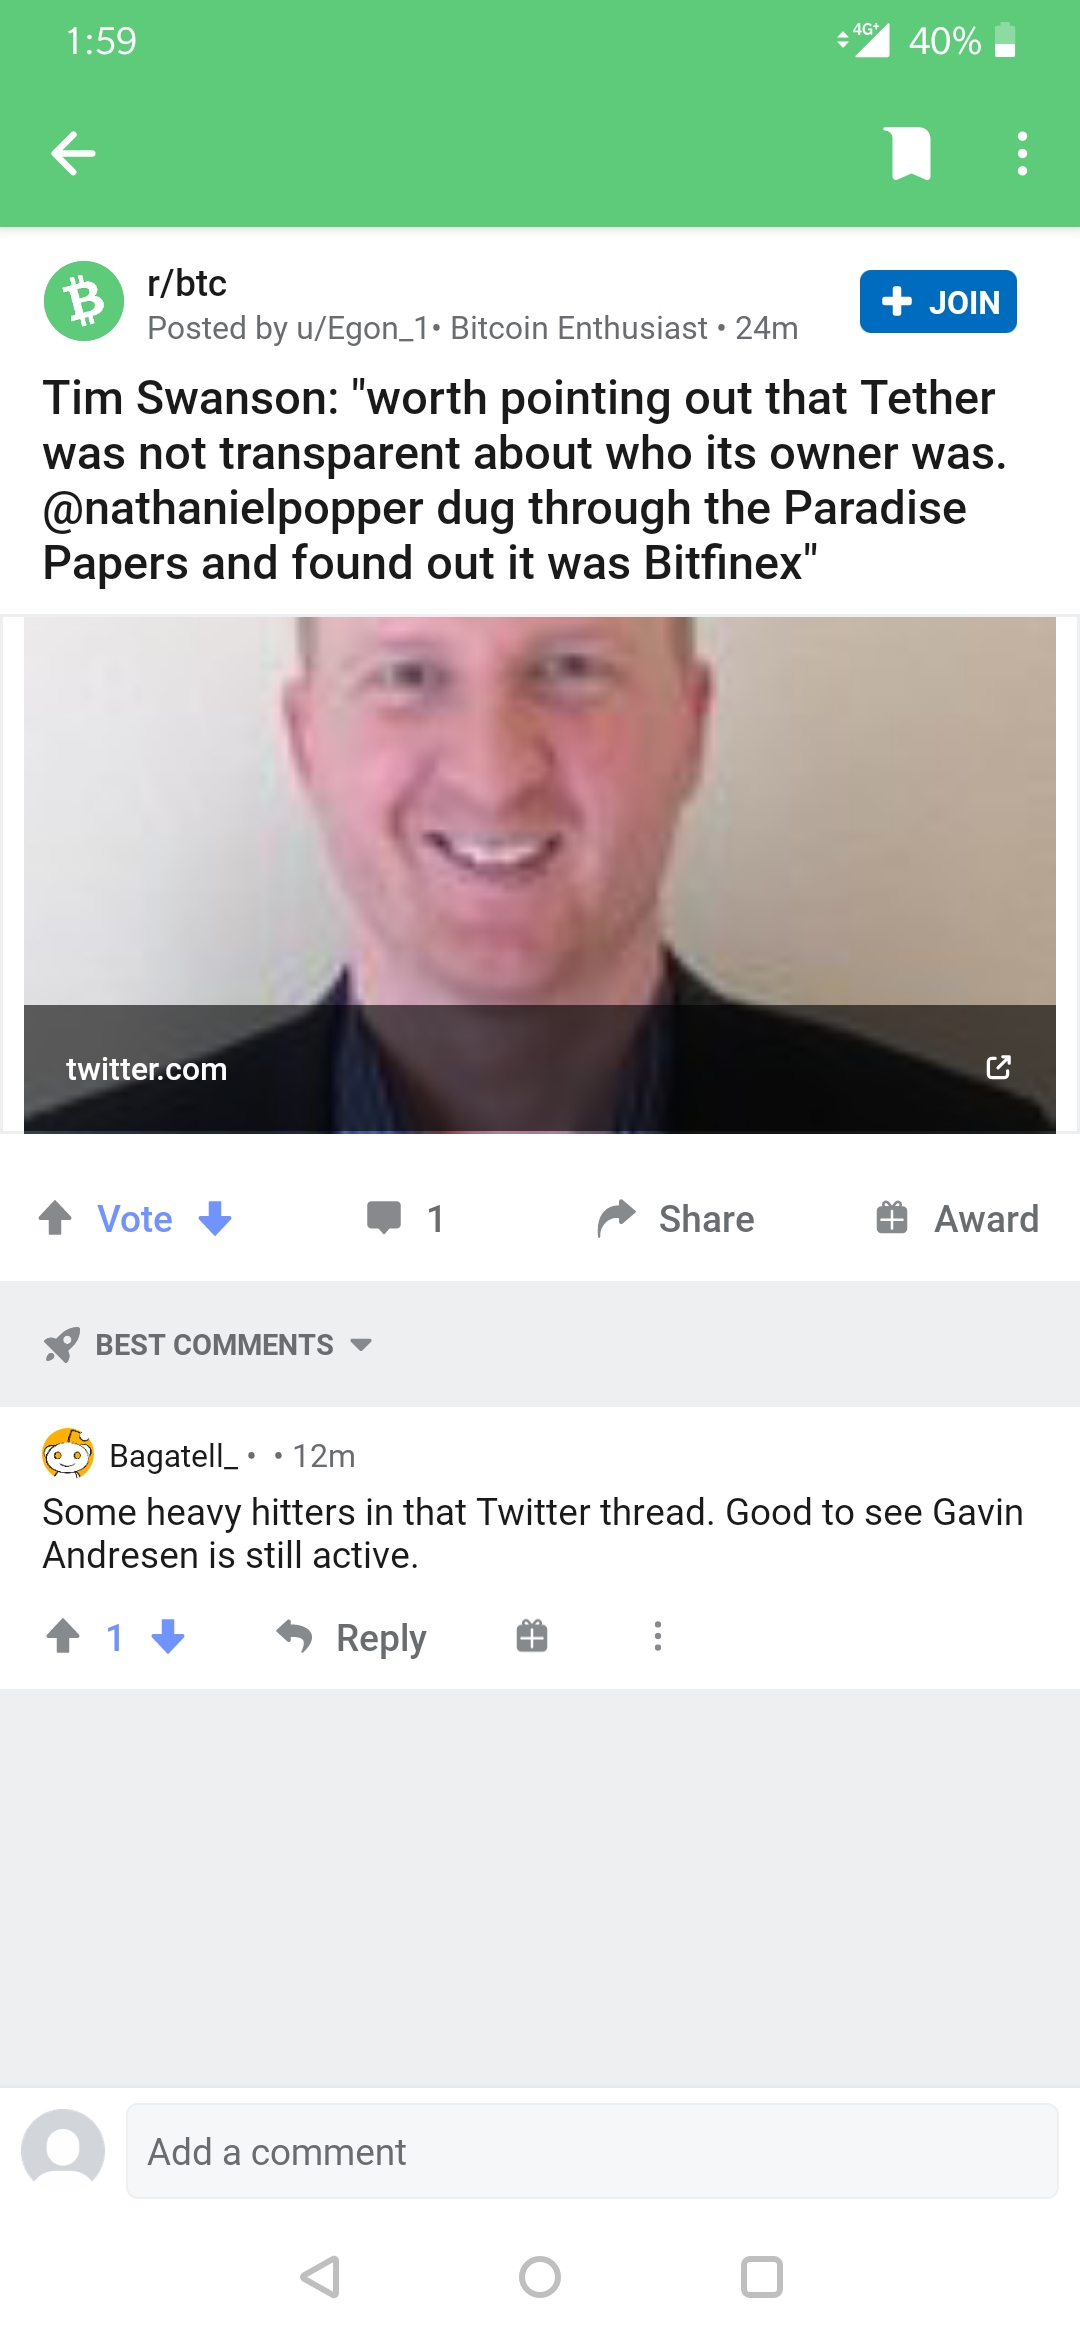 1:59
4G+ 40%
r/btc
Posted by u/Egon_1• Bitcoin Enthusiast • 24m
JOIN
Tim Swanson: "worth pointing out that Tether
was not transparent about who its owner was.
@nathanielpopper dug through the Paradise
Papers and found out it was Bitfinex"
twitter.com
Vote 1 Share Award
BEST COMMENTS
Bagatell_ • • 12m
Some heavy hitters in that Twitter thread. Good to see Gavin
Andresen is still active.
1 Reply
Add a comment